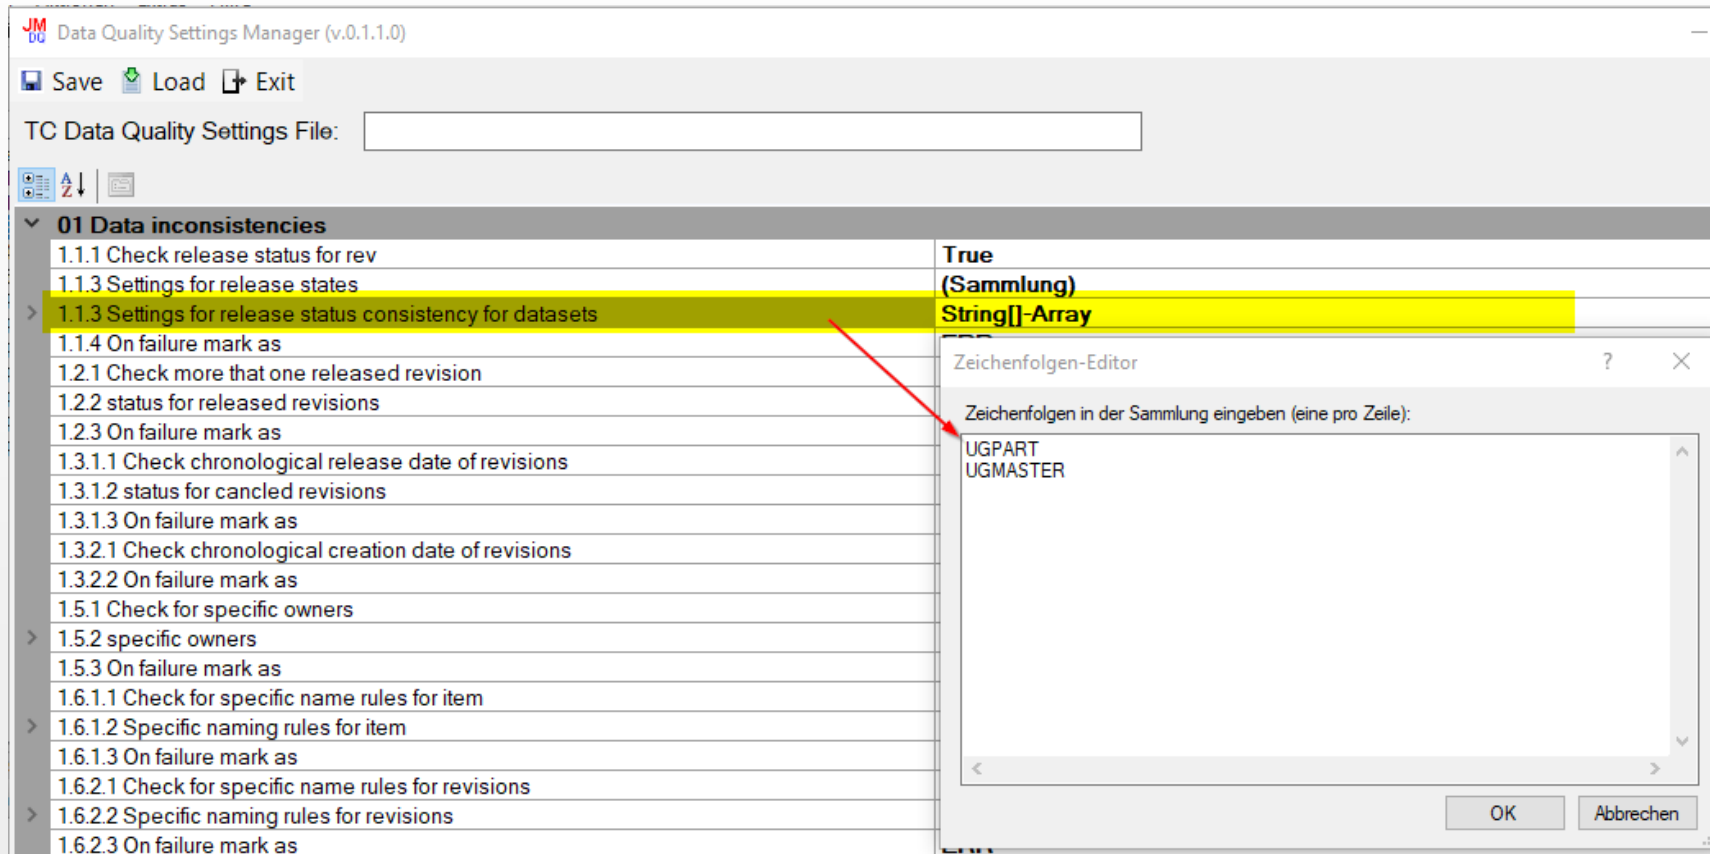 JM
DQ Data Quality Settings Manager (v.0.1.1.0)
Save Load Exit
TC Data Quality Settings File:
01 Data inconsistencies
1.1.1 Check release status for rev True
1.1.3 Settings for release states (Sammlung)
1.1.3 Settings for release status consistency for datasets String[]-Array
1.1.4 On failure mark as
1.2.1 Check more that one released revision
1.2.2 status for released revisions
1.2.3 On failure mark as
1.3.1.1 Check chronological release date of revisions
1.3.1.2 status for cancled revisions
1.3.1.3 On failure mark as
1.3.2.1 Check chronological creation date of revisions
1.3.2.2 On failure mark as
1.5.1 Check for specific owners
1.5.2 specific owners
1.5.3 On failure mark as
1.6.1.1 Check for specific name rules for item
1.6.1.2 Specific naming rules for item
1.6.1.3 On failure mark as
1.6.2.1 Check for specific name rules for revisions
1.6.2.2 Specific naming rules for revisions
1.6.2.3 On failure mark as
Zeichenfolgen-Editor ?
Zeichenfolgen in der Sammlung eingeben (eine pro Zeile):
UGPART
UGMASTER
OK Abbrechen